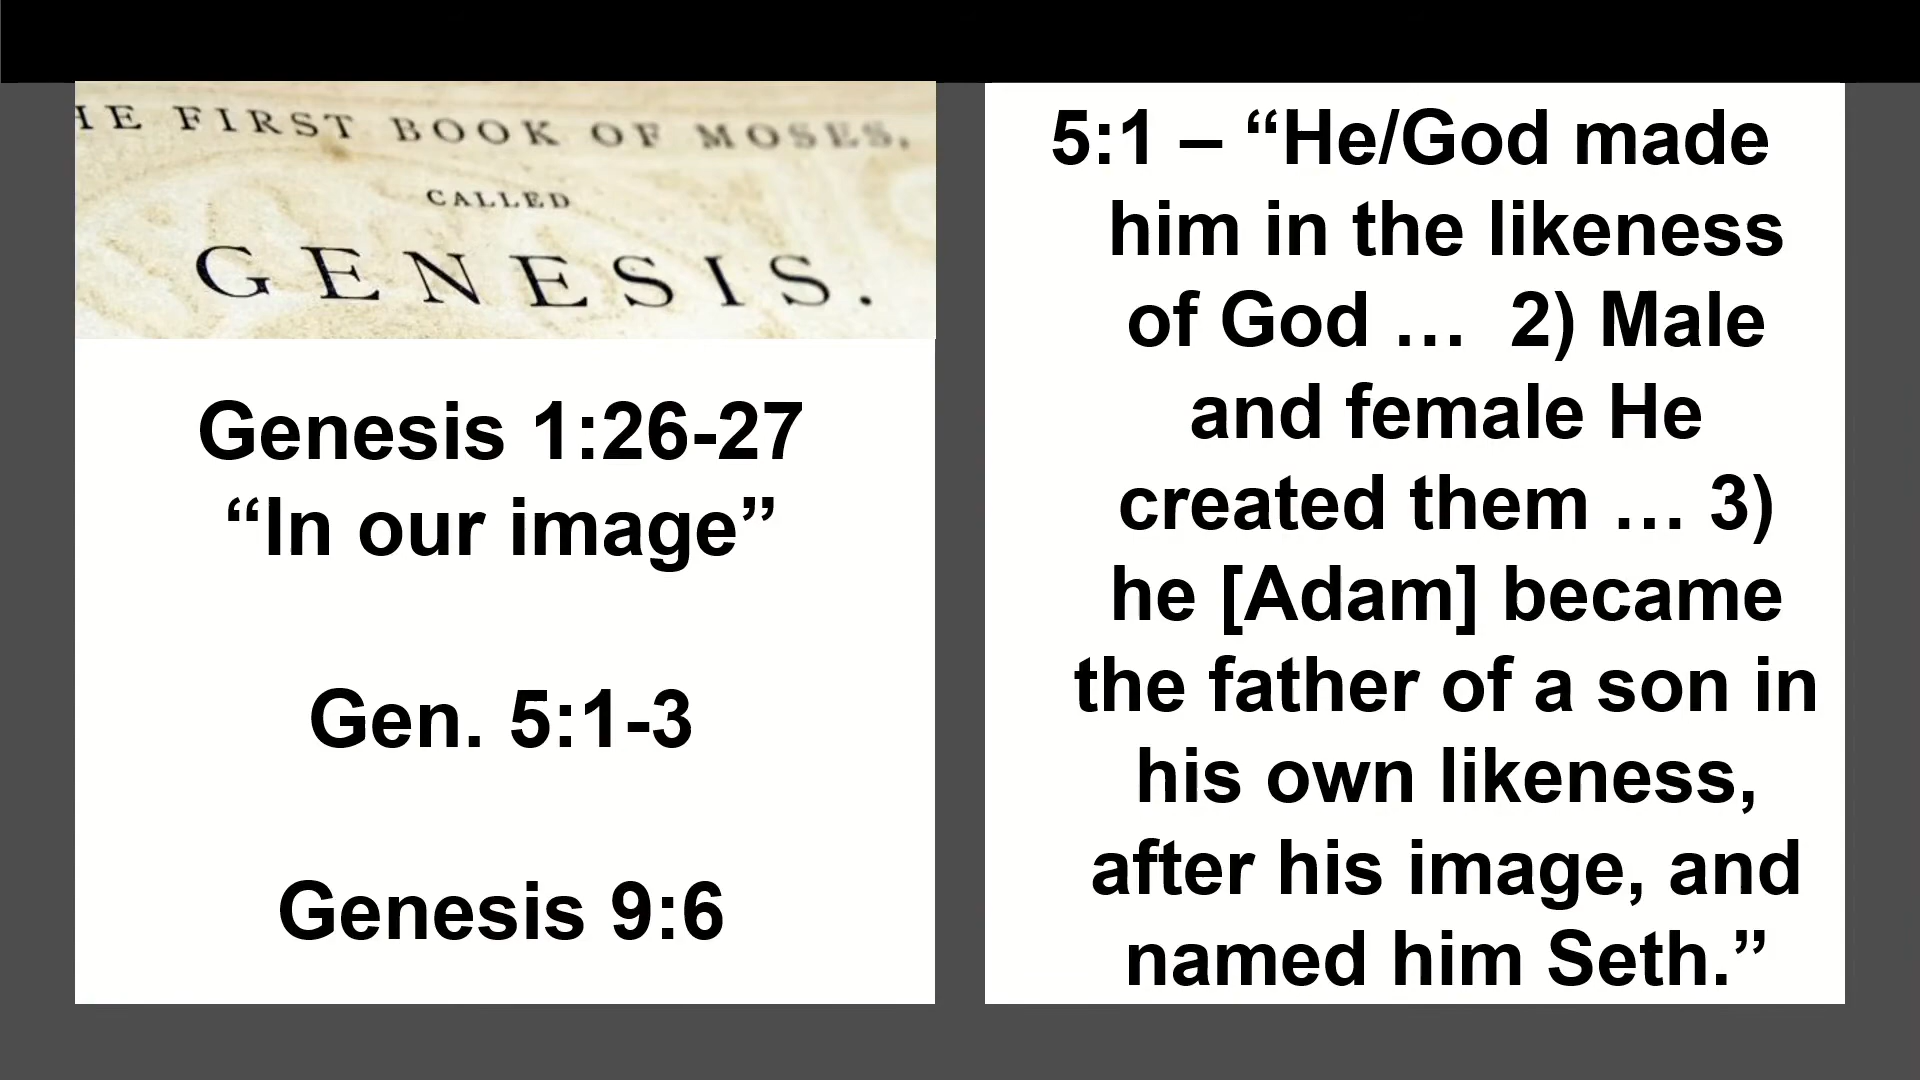 HE FIRST BOOK OF MOSES,
CALLED
GENESIS.
Genesis 1:26-27
“In our image”
Gen. 5:1-3
Genesis 9:6
5:1 – “He/God made
him in the likeness
of God … 2) Male
and female He
created them … 3)
he [Adam] became
the father of a son in
his own likeness,
after his image, and
named him Seth.”